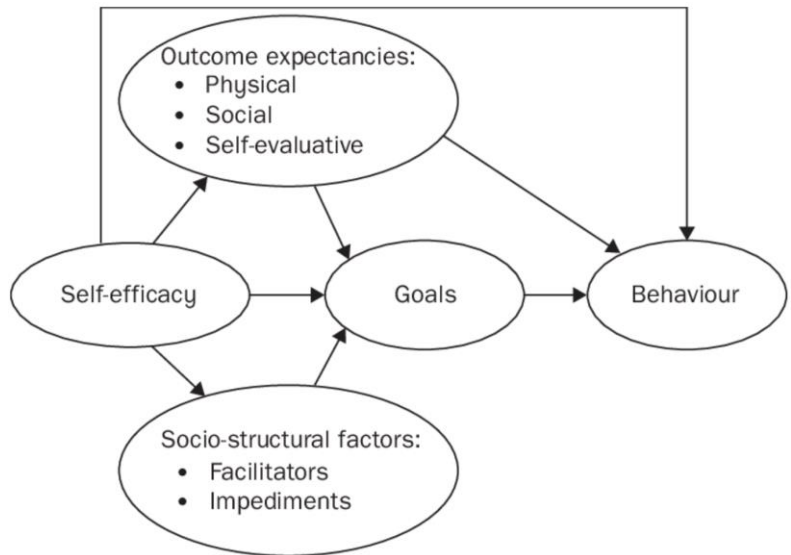 Outcome expectancies:
• Physical
• Social
• Self-evaluative
Self-efficacy
Goals
Behaviour
Socio-structural factors:
• Facilitators
• Impediments